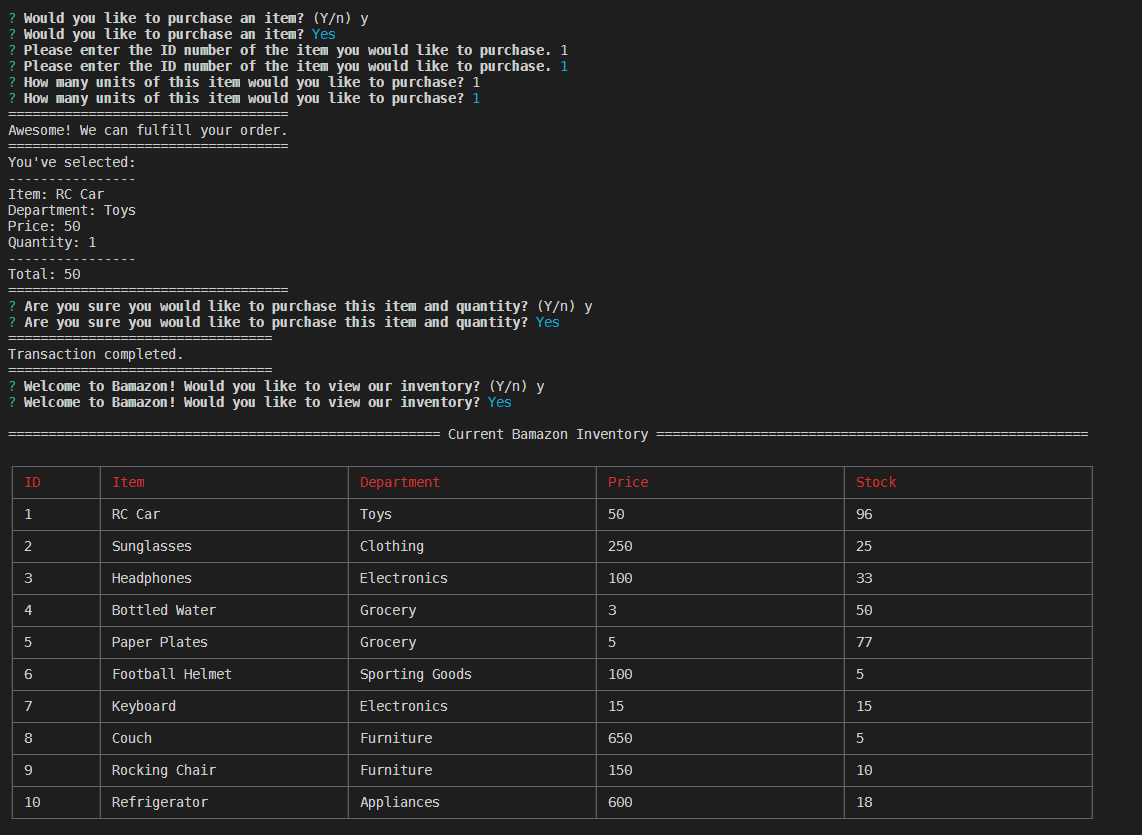 ? Would you like to purchase an item? (Y/n) y
? Would you like to purchase an item? Yes
? Please enter the ID number of the item you would like to purchase. 1
? Please enter the ID number of the item you would like to purchase. 1
? How many units of this item would you like to purchase? 1
? How many units of this item would you like to purchase? 1
===================================
Awesome! We can fulfill your order.
===================================
You've selected:
----------------
Item: RC Car
Department: Toys
Price: 50
Quantity: 1
----------------
Total: 50
===================================
? Are you sure you would like to purchase this item and quantity? (Y/n) y
? Are you sure you would like to purchase this item and quantity? Yes
=================================
Transaction completed.
=================================
? Welcome to Bamazon! Would you like to view our inventory? (Y/n) y
? Welcome to Bamazon! Would you like to view our inventory? Yes
====================================================== Current Bamazon Inventory ======================================================
ID Item Department Price Stock
1 RC Car Toys 50 96
2 Sunglasses Clothing 250 25
3 Headphones Electronics 100 33
4 Bottled Water Grocery 3 50
5 Paper Plates Grocery 5 77
6 Football Helmet Sporting Goods 100 5
7 Keyboard Electronics 15 15
8 Couch Furniture 650 5
9 Rocking Chair Furniture 150 10
10 Refrigerator Appliances 600 18